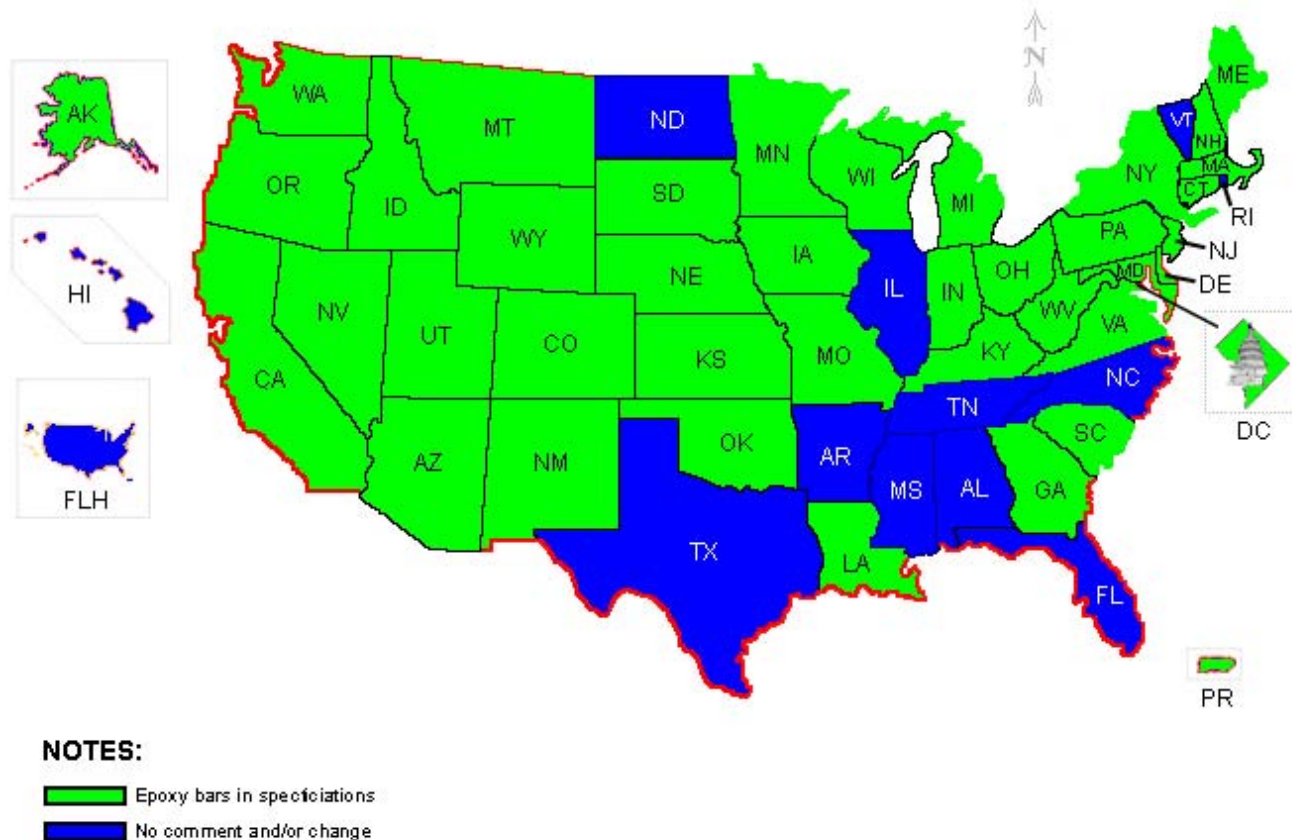 N
AK
HI
FLH
WA
OR
CA
ID
NV
MT
WY
UT
AZ
CO
NM
ND
SD
NE
KS
OK
TX
MN
IA
MO
AR
LA
WI
IL
MS
MI
IN
OH
KY
TN
AL
GA
FL
SC
NC
VA
WV
PA
NY
MD
VT
NH
ME
MA
CT
RI
NJ
DE
DC
PR
NOTES:
Epoxy bars in specficiations
No comment and/or change